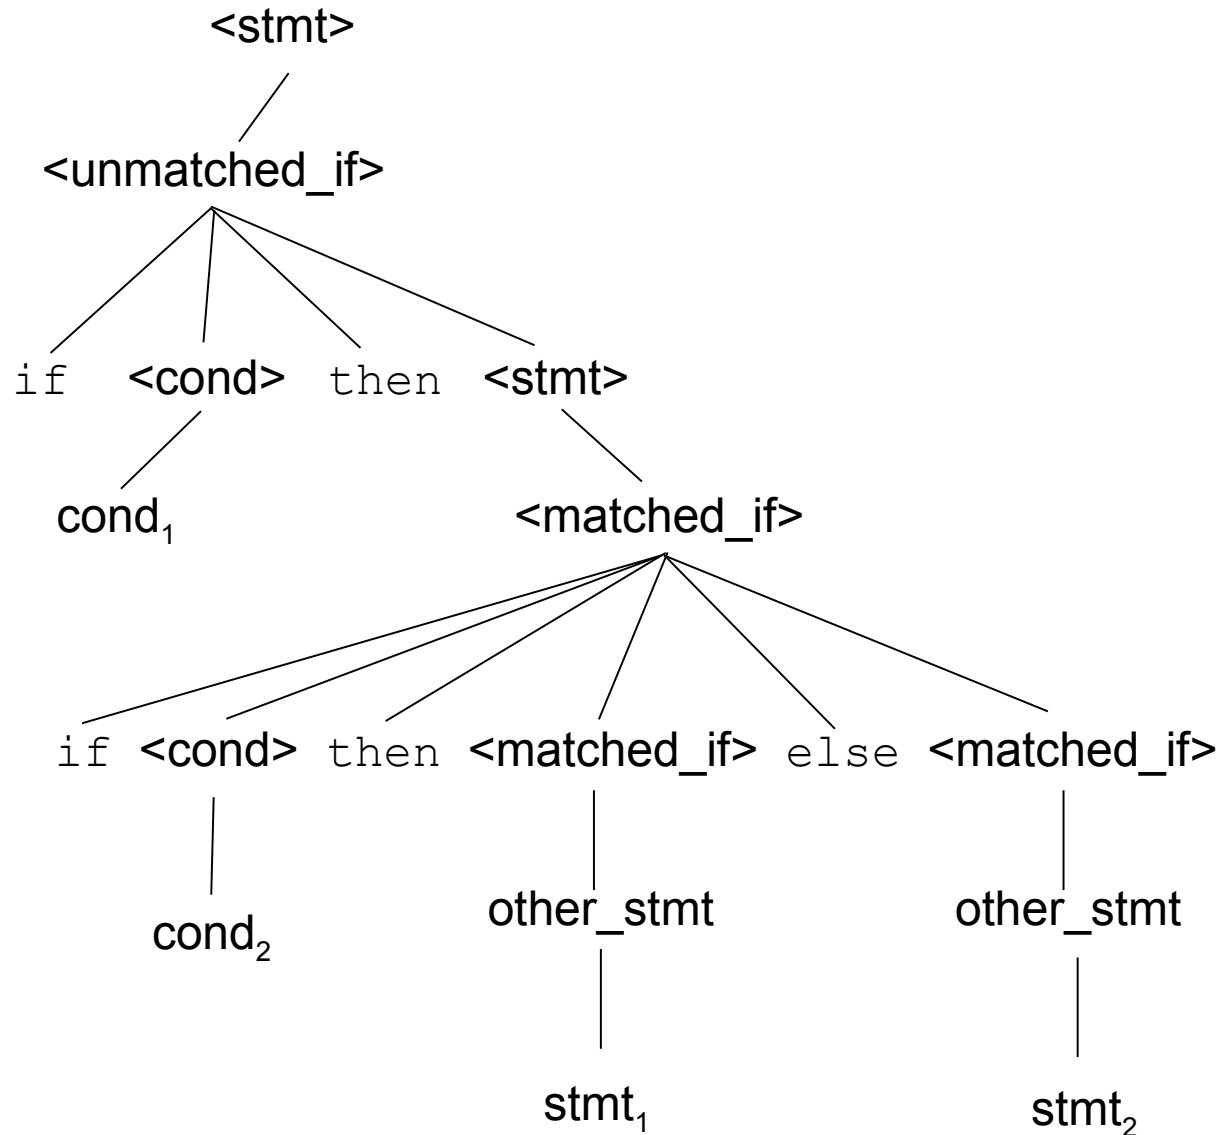 <stmt>
<unmatched_if>
if <cond> then <stmt>
cond₁ <matched_if>
if <cond> then <matched_if> else <matched_if>
cond₂ other_stmt other_stmt
stmt₁ stmt₂